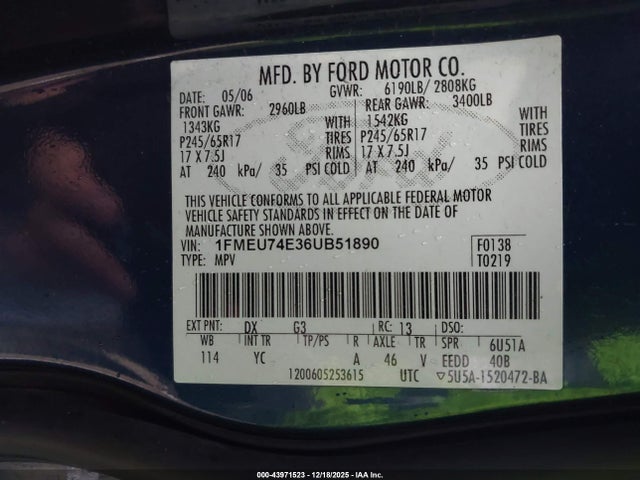 MFD. BY FORD MOTOR CO.
DATE: 05/06 GVWR: 6190LB/ 2808KG
FRONT GAWR: 2960LB REAR GAWR: 3400LB
1343KG WITH 1542KG WITH
P245/65R17 TIRES P245/65R17 TIRES
17 X 7.5J RIMS 17 X 7.5J RIMS
AT 240 kPa/ 35 PSI COLD AT 240 kPa/ 35 PSI COLD
THIS VEHICLE CONFORMS TO ALL APPLICABLE FEDERAL MOTOR
VEHICLE SAFETY STANDARDS IN EFFECT ON THE DATE OF
MANUFACTURE SHOWN ABOVE.
VIN: 1FMEU74E36UB51890 F0138
TYPE: MPV T0219
EXT PNT: DX G3 RC: 13 DSO:
WB INT TR TP/PS R AXLE TR SPR 6U51A
114 YC A 46 V EEDD 40B
1200605253615 UTC ▽5U5A-1520472-BA
000-43971523 - 12/18/2025 - IAA Inc.